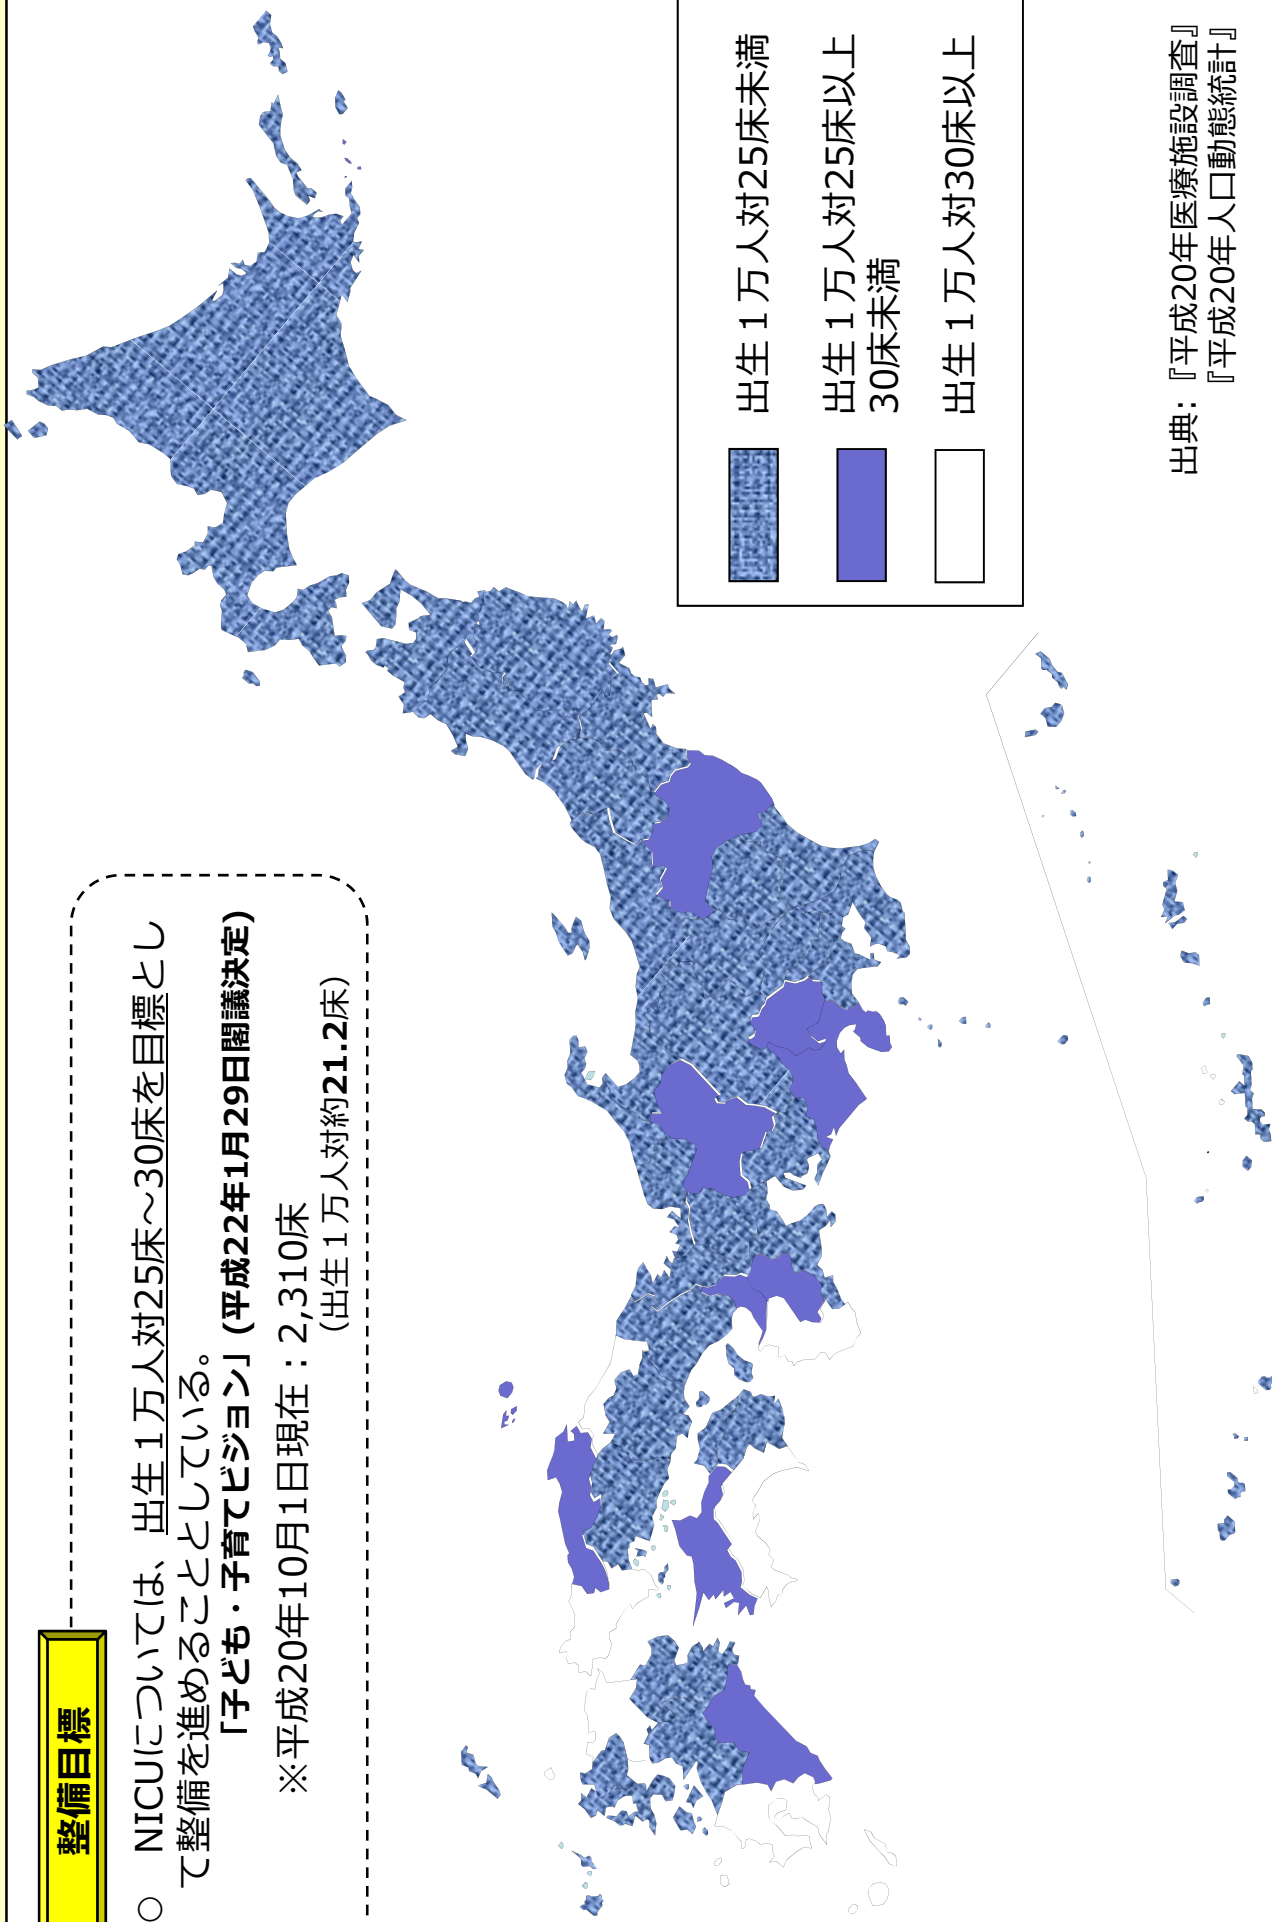 整備目標
○ NICUについては、出生１万人対25床～30床を目標とし
て整備を進めることとしている。
「子ども・子育てビジョン」(平成22年1月29日閣議決定)
※平成20年10月1日現在：2,310床
（出生１万人対約21.2床）
出生１万人対25床未満
出生１万人対25床以上
30床未満
出生１万人対30床以上
出典：『平成20年医療施設調査』
『平成20年人口動態統計』